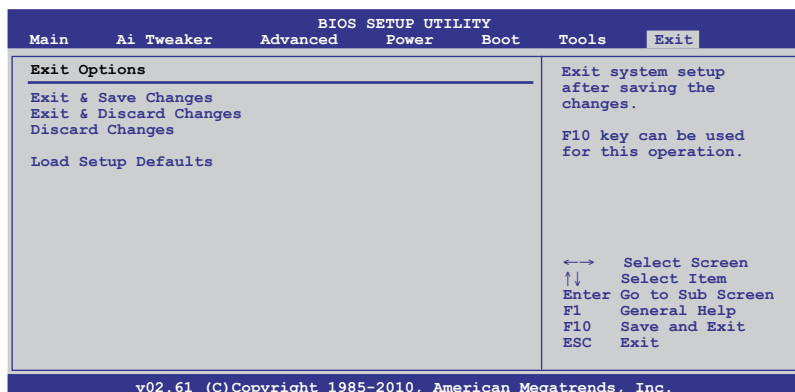 BIOS SETUP UTILITY
Main Ai Tweaker Advanced Power Boot Tools Exit
Exit Options
Exit & Save Changes
Exit & Discard Changes
Discard Changes
Load Setup Defaults
Exit system setup
after saving the
changes.
F10 key can be used
for this operation.
←→ Select Screen
↑↓ Select Item
Enter Go to Sub Screen
F1 General Help
F10 Save and Exit
ESC Exit
v02.61 (C)Copyright 1985-2010, American Megatrends, Inc.